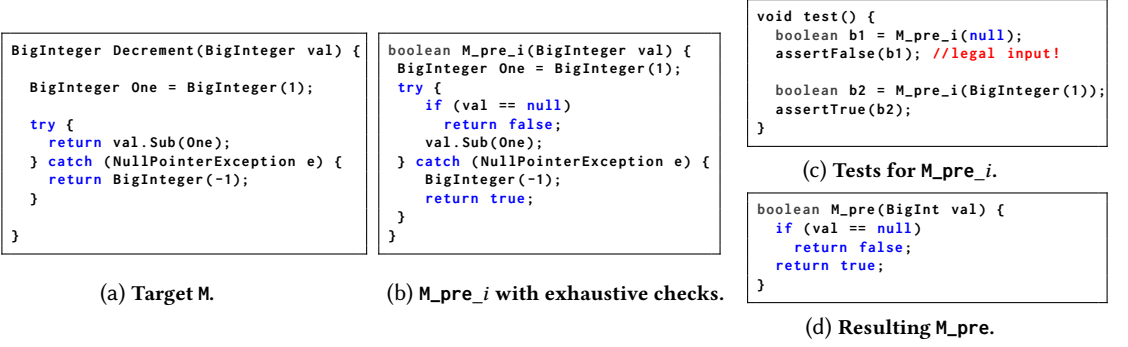 BigInteger Decrement(BigInteger val) {
BigInteger One = BigInteger(1);
try {
return val.Sub(One);
} catch (NullPointerException e) {
return BigInteger(-1);
}
}
(a) Target M.
boolean M_pre_i(BigInteger val) {
BigInteger One = BigInteger(1);
try {
if (val == null)
return false;
val.Sub(One);
} catch (NullPointerException e) {
BigInteger(-1);
return true;
}
}
(b) M_pre_i with exhaustive checks.
void test() {
boolean b1 = M_pre_i(null);
assertFalse(b1); //legal input!
boolean b2 = M_pre_i(BigInteger(1));
assertTrue(b2);
}
(c) Tests for M_pre_i.
boolean M_pre(BigInt val) {
if (val == null)
return false;
return true;
}
(d) Resulting M_pre.